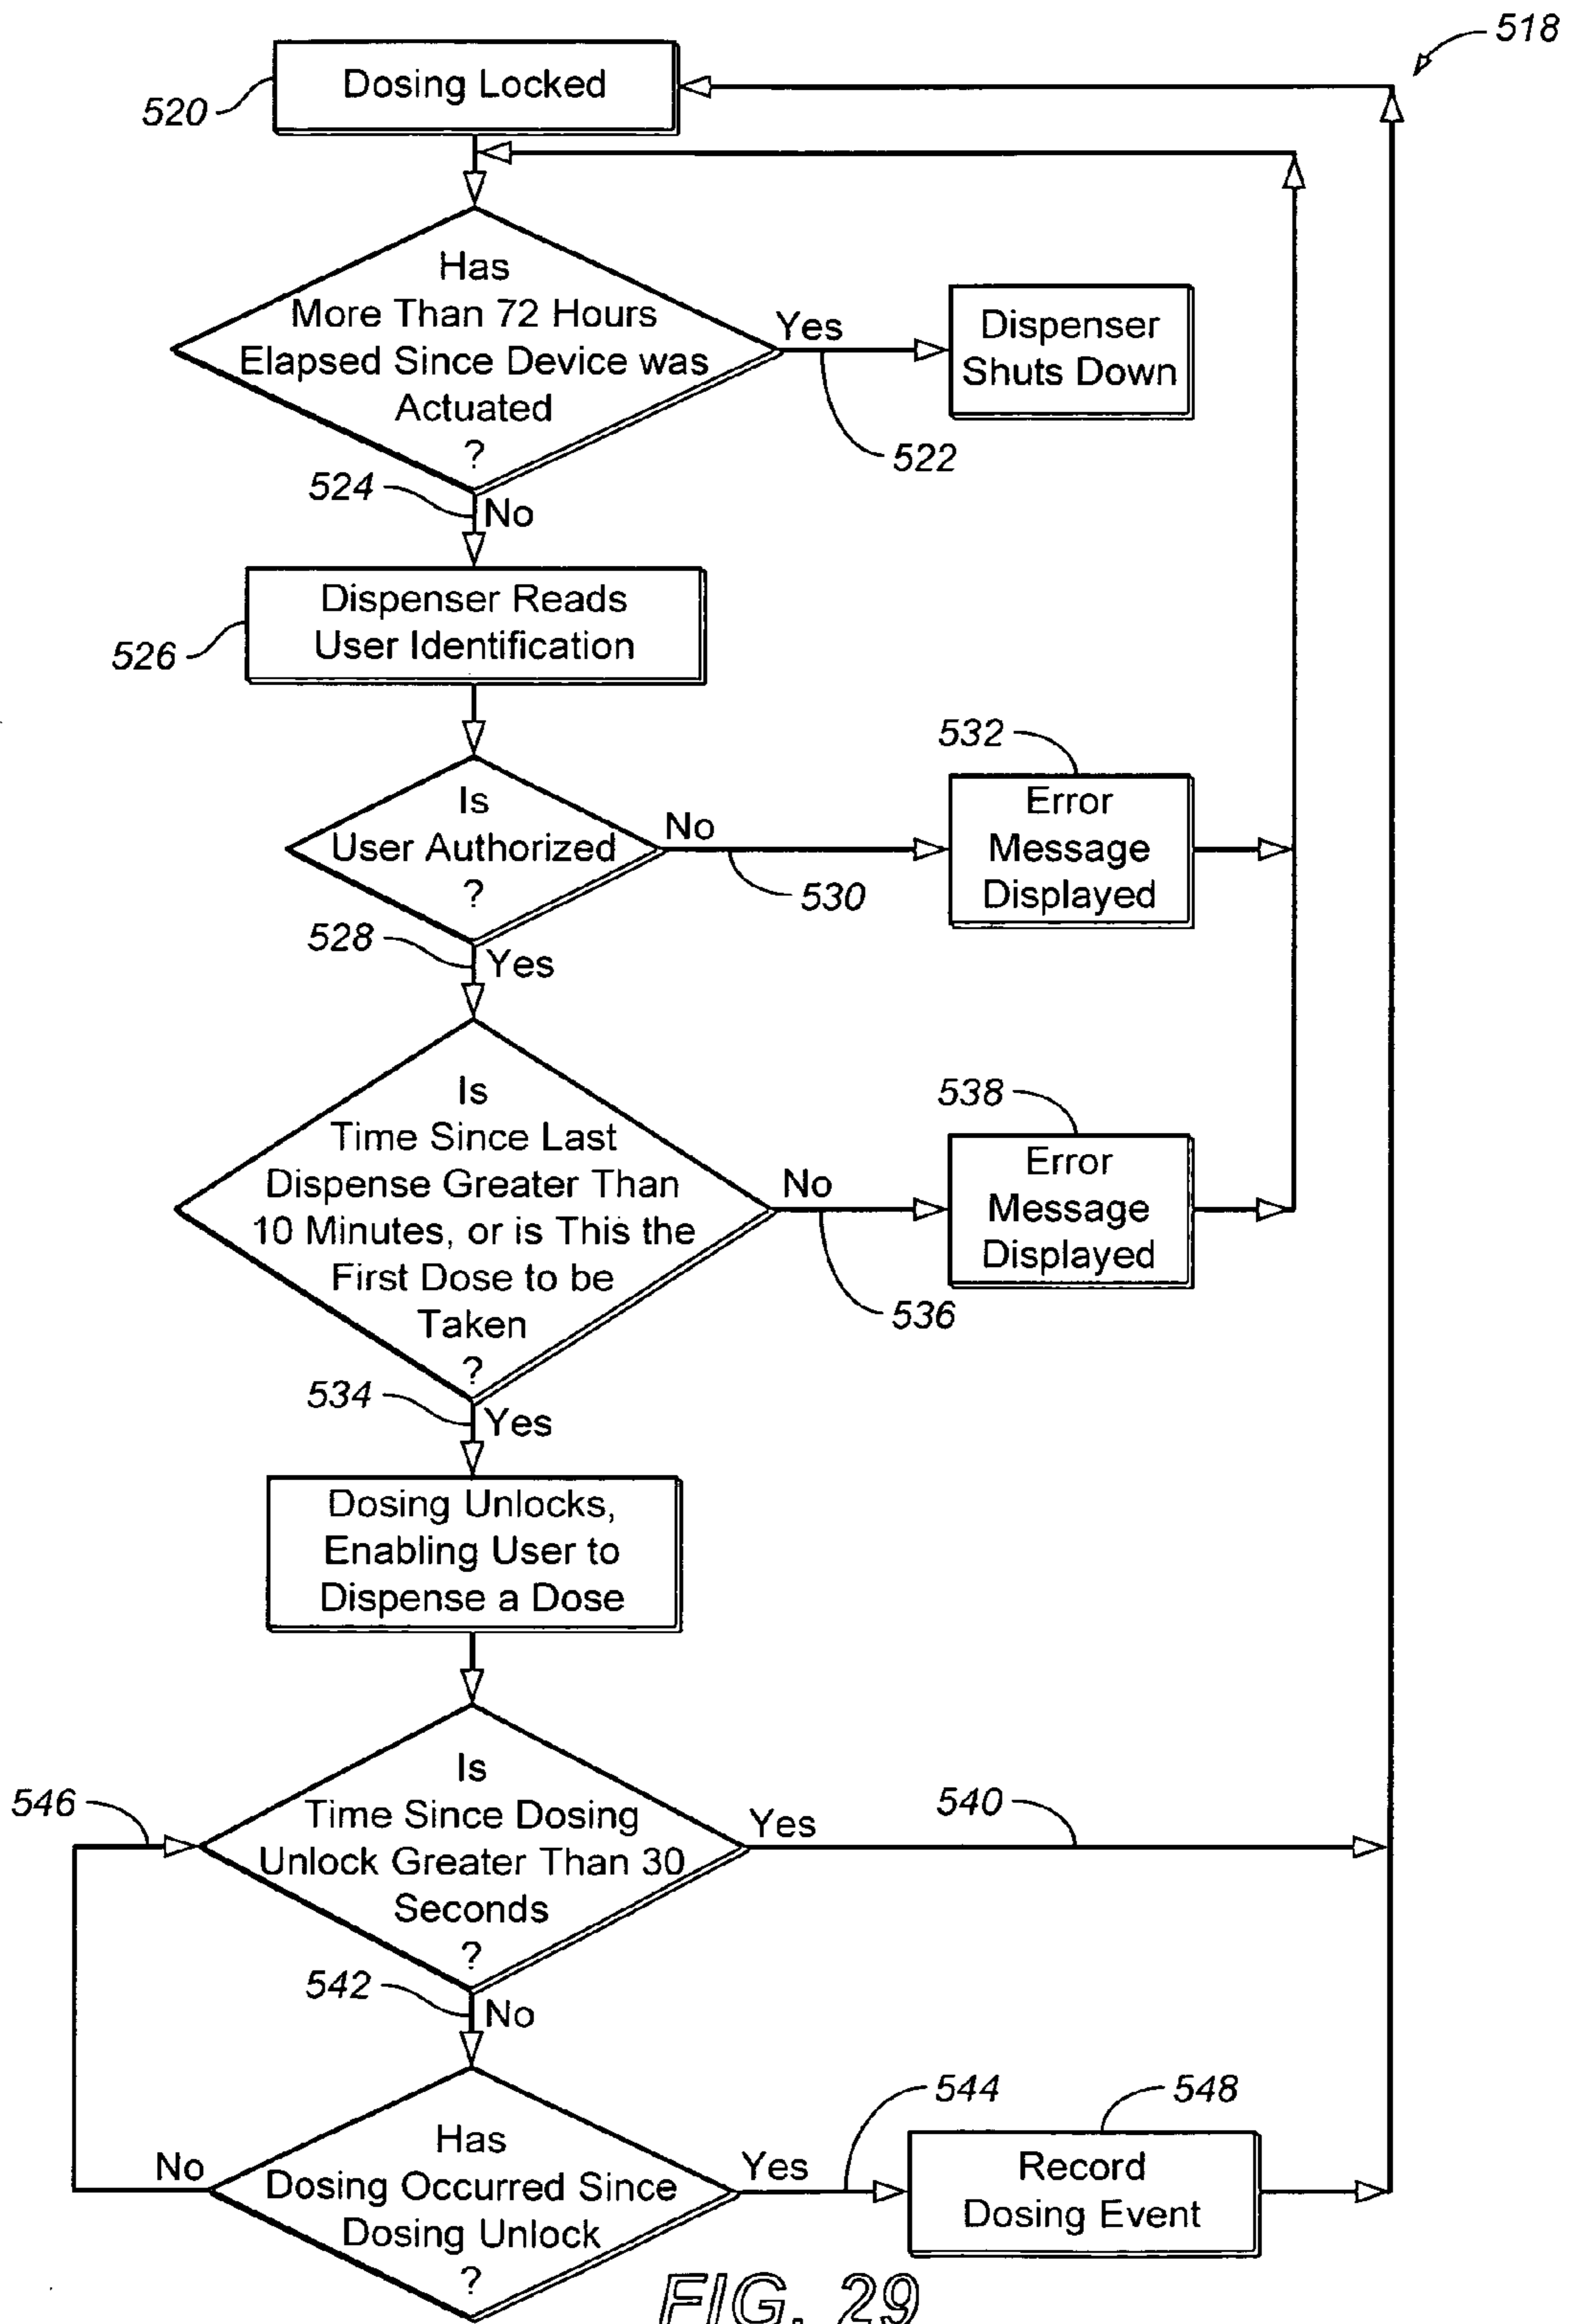 518
Dosing Locked
520
Has
More Than 72 Hours
Elapsed Since Device was
Actuated
?
Yes
522
Dispenser
Shuts Down
524
No
Dispenser Reads
User Identification
526
Is
User Authorized
?
No
530
532
Error
Message
Displayed
528
Yes
Is
Time Since Last
Dispense Greater Than
10 Minutes, or is This the
First Dose to be
Taken
?
No
536
538
Error
Message
Displayed
534
Yes
Dosing Unlocks,
Enabling User to
Dispense a Dose
546
Is
Time Since Dosing
Unlock Greater Than 30
Seconds
?
Yes
540
542
No
Has
Dosing Occurred Since
Dosing Unlock
?
No
Yes
544
548
Record
Dosing Event
FIG. 29